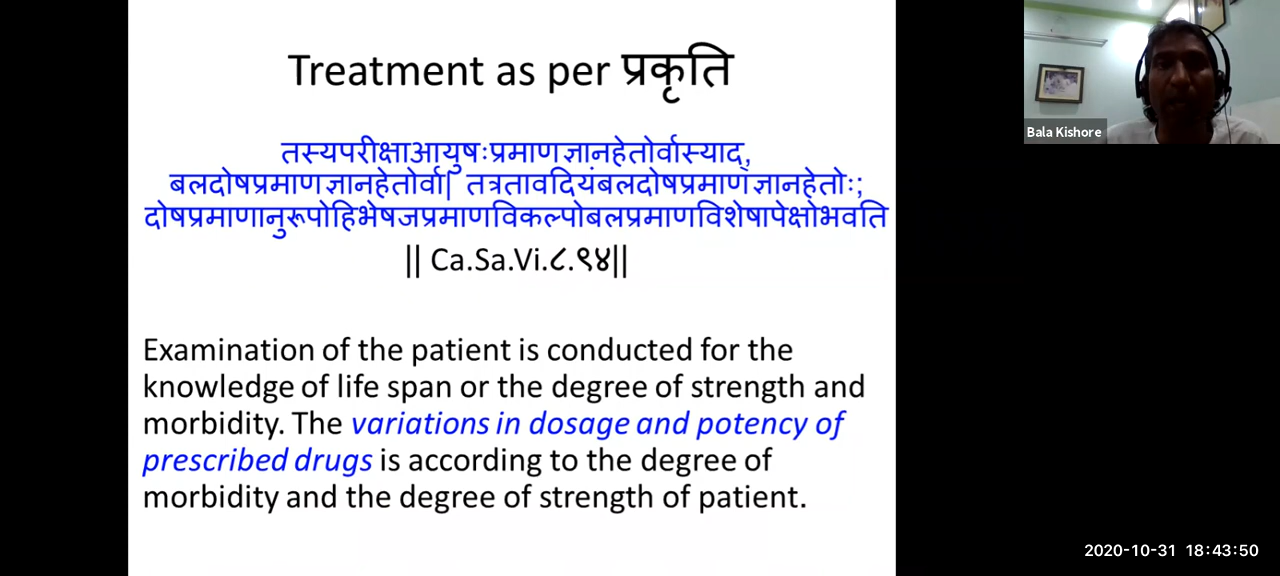 Treatment as per प्रकृति
तस्यपरीक्षाआयुषःप्रमाणज्ञानहेतोर्वास्याद्,
बलदोषप्रमाणज्ञानहेतोर्वा| तत्रतावदियंबलदोषप्रमाणज्ञानहेतोः;
दोषप्रमाणानुरूपोहिभेषजप्रमाणविकल्पोबलप्रमाणविशेषापेक्षोभवति
|| Ca.Sa.Vi.८.९४||
Examination of the patient is conducted for the
knowledge of life span or the degree of strength and
morbidity. The variations in dosage and potency of
prescribed drugs is according to the degree of
morbidity and the degree of strength of patient.
Bala Kishore
2020-10-31 18:43:50